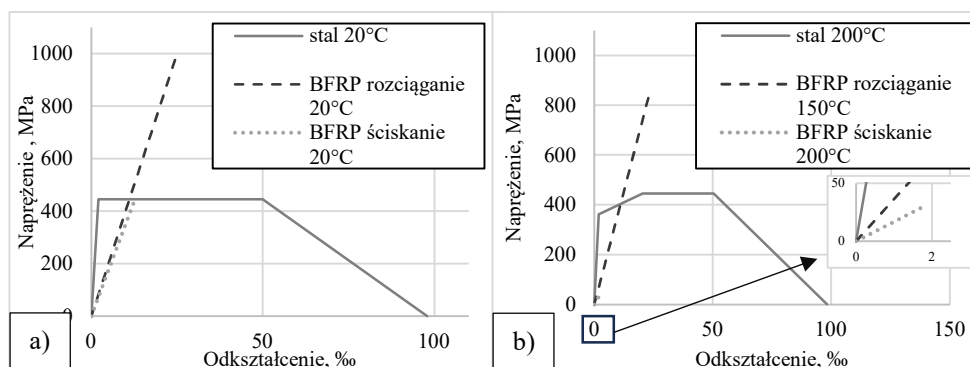 1000
800
600
400
200
0
0
50
100
Naprężenie , MPa
Odkształcenie, ‰
stal 20°C
BFRP rozciąganie
20°C
BFRP ściskanie
20°C
a)
1000
800
600
400
200
0
0
50
100
150
Naprężenie, MPa
Odkształcenie, ‰
stal 200°C
BFRP rozciąganie
150°C
BFRP ściskanie
200°C
50
0
0
2
b)